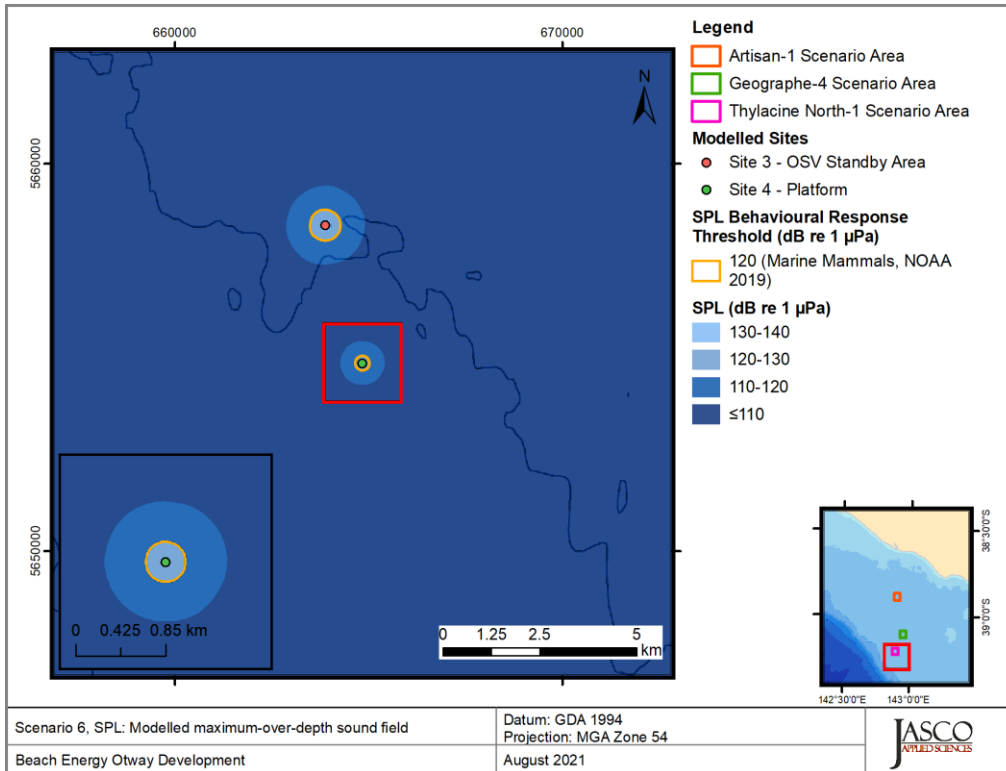 660000
670000
5660000
5650000
N
0 0.425 0.85 km
0 1.25 2.5 5
km
Legend
Artisan-1 Scenario Area
Geographe-4 Scenario Area
Thylacine North-1 Scenario Area
Modelled Sites
Site 3 - OSV Standby Area
Site 4 - Platform
SPL Behavioural Response
Threshold (dB re 1 µPa)
120 (Marine Mammals, NOAA
2019)
SPL (dB re 1 µPa)
130-140
120-130
110-120
≤110
38°30'0"S
39°0'0"S
142°30'0"E
143°0'0"E
Scenario 6, SPL: Modelled maximum-over-depth sound field
Datum: GDA 1994
Projection: MGA Zone 54
Beach Energy Otway Development
August 2021
JASCO
APPLIED SCIENCES